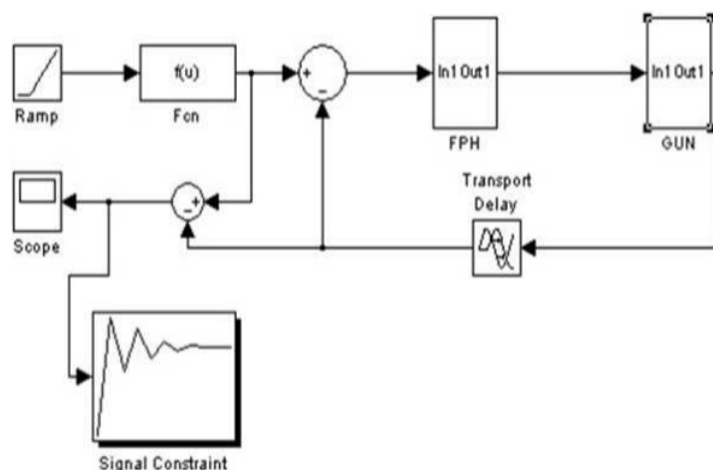 Ramp
f(u)
Fcn
+
−
In1 Out1
FPH
In1 Out1
GUN
Scope
−
+
Transport
Delay
Signal Constraint